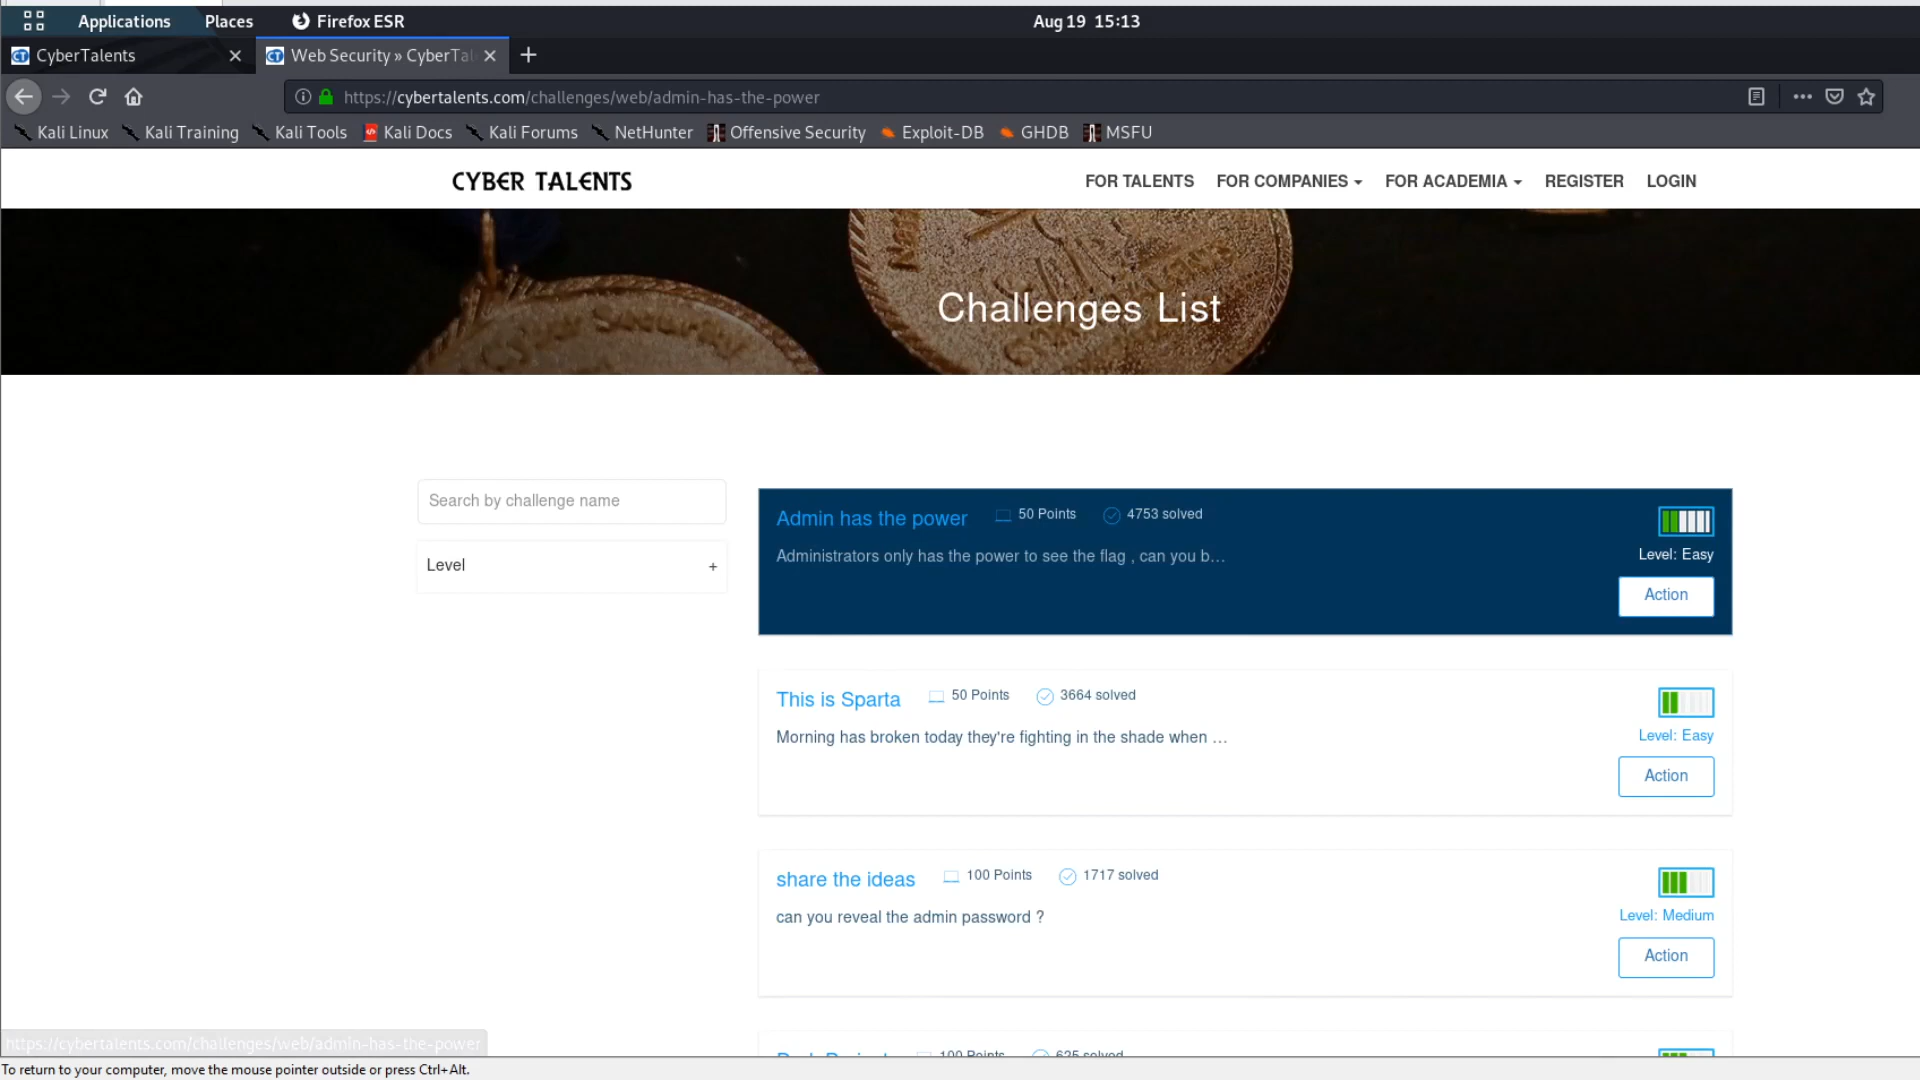 Applications Places Firefox ESR Aug 19 15:13
CyberTalents Web Security » CyberTal
https://cybertalents.com/challenges/web/admin-has-the-power
Kali Linux Kali Training Kali Tools Kali Docs Kali Forums NetHunter Offensive Security Exploit-DB GHDB MSFU
CYBER TALENTS FOR TALENTS FOR COMPANIES FOR ACADEMIA REGISTER LOGIN
Challenges List
Search by challenge name
Level +
Admin has the power 50 Points 4753 solved
Administrators only has the power to see the flag , can you b...
Level: Easy
Action
This is Sparta 50 Points 3664 solved
Morning has broken today they're fighting in the shade when ...
Level: Easy
Action
share the ideas 100 Points 1717 solved
can you reveal the admin password ?
Level: Medium
Action
100 Points 625 solved
https://cybertalents.com/challenges/web/admin-has-the-power
To return to your computer, move the mouse pointer outside or press Ctrl+Alt.